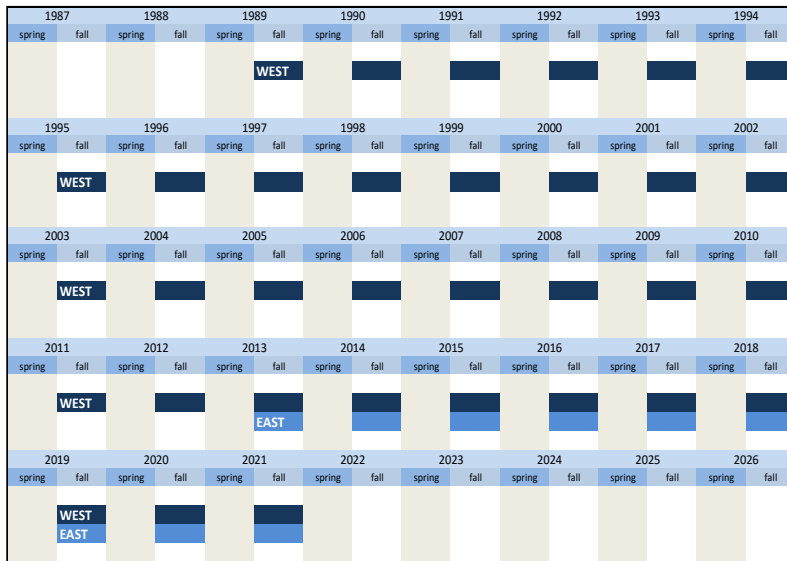 1987 1988 1989 1990 1991 1992 1993 1994
spring fall spring fall spring fall spring fall spring fall spring fall spring fall spring fall
WEST
1995 1996 1997 1998 1999 2000 2001 2002
spring fall spring fall spring fall spring fall spring fall spring fall spring fall spring fall
WEST
2003 2004 2005 2006 2007 2008 2009 2010
spring fall spring fall spring fall spring fall spring fall spring fall spring fall spring fall
WEST
2011 2012 2013 2014 2015 2016 2017 2018
spring fall spring fall spring fall spring fall spring fall spring fall spring fall spring fall
WEST
EAST
2019 2020 2021 2022 2023 2024 2025 2026
spring fall spring fall spring fall spring fall spring fall spring fall spring fall spring fall
WEST
EAST